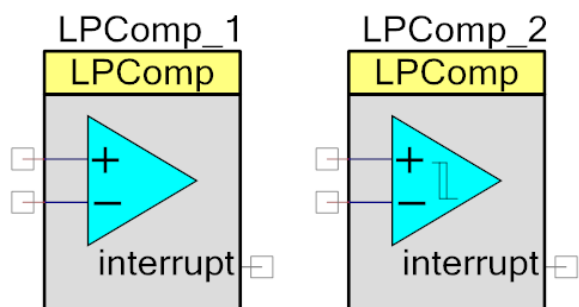 LPComp_1
LPComp
+
−
interrupt
LPComp_2
LPComp
+
−
interrupt